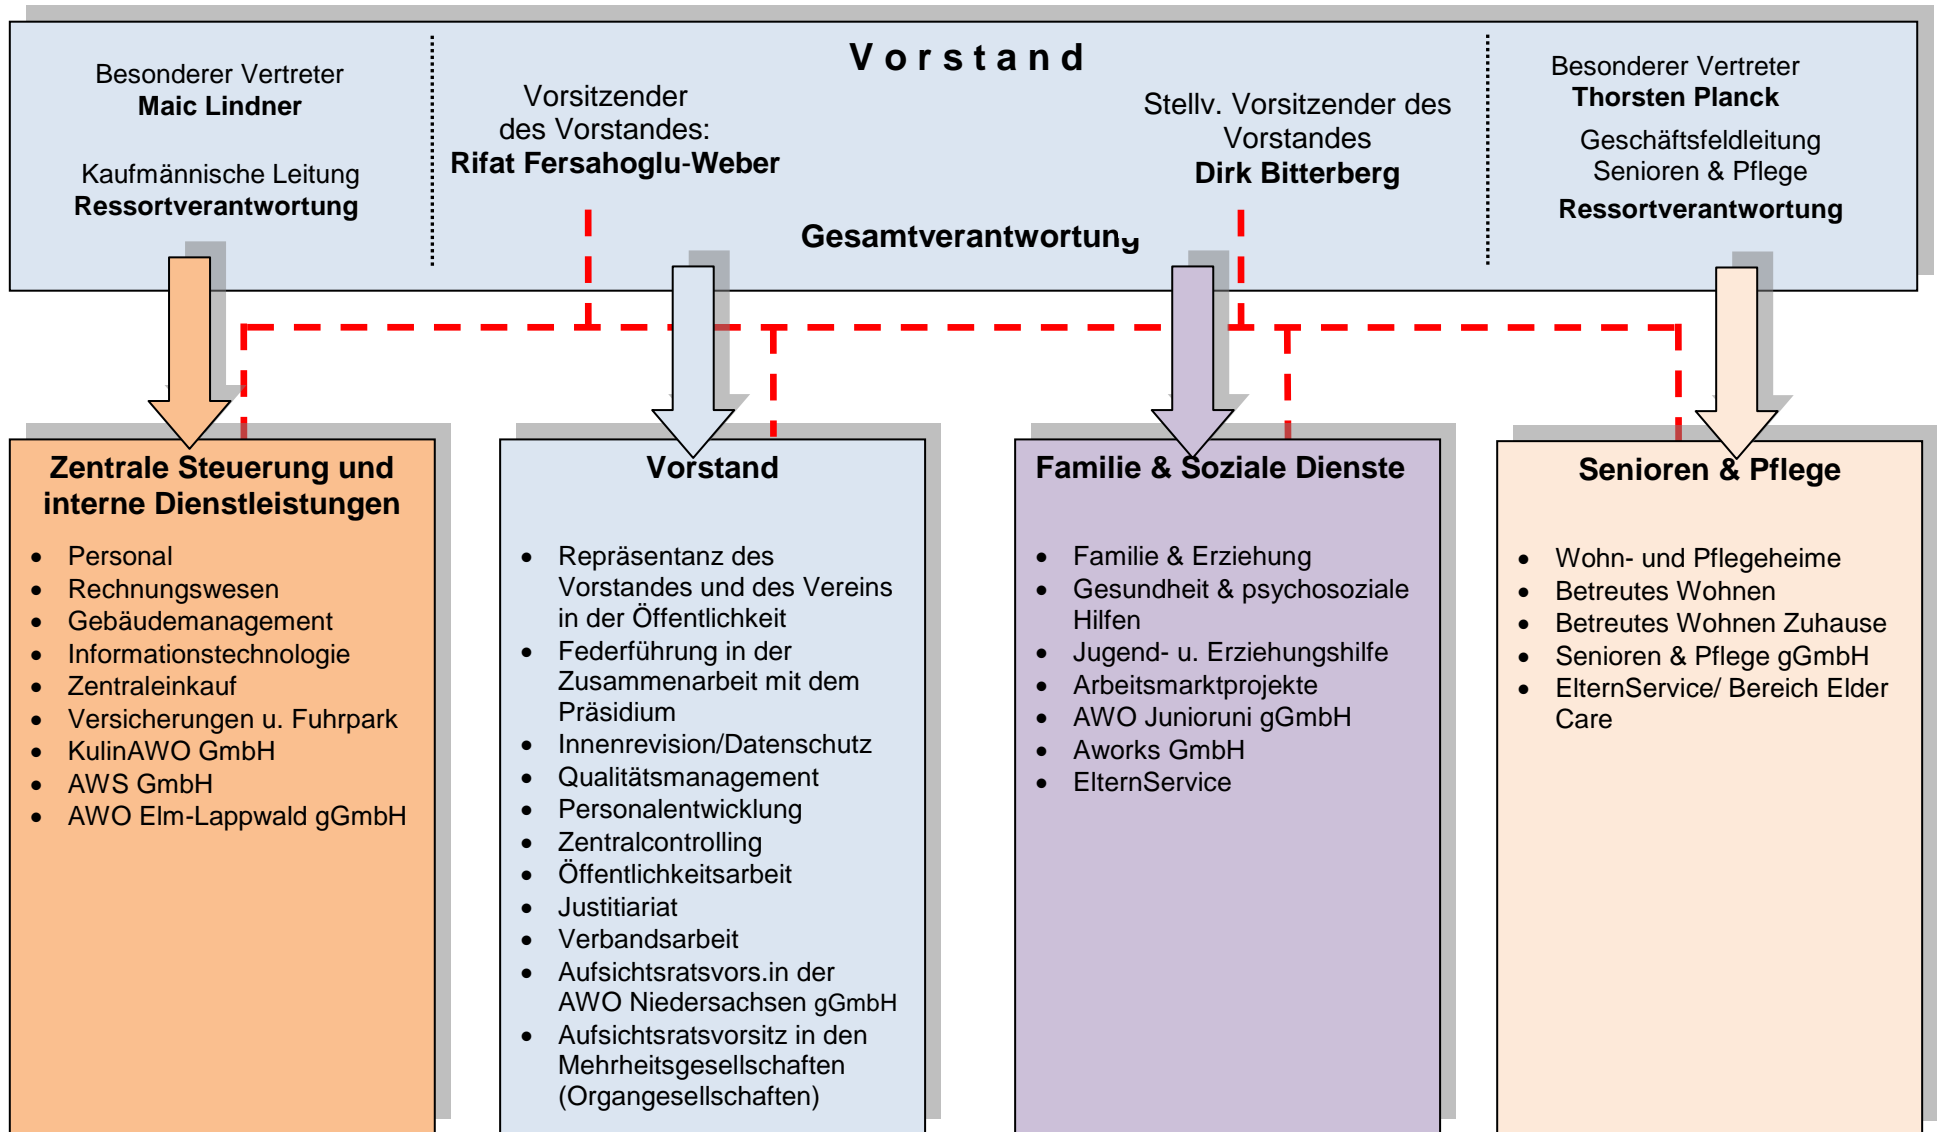 Vorstand
Besonderer Vertreter
Maic Lindner
Kaufmännische Leitung
Ressortverantwortung
Vorsitzender
des Vorstandes:
Rifat Fersahoglu-Weber
Stellv. Vorsitzender des
Vorstandes
Dirk Bitterberg
Gesamtverantwortung
Besonderer Vertreter
Thorsten Planck
Geschäftsfeldleitung
Senioren & Pflege
Ressortverantwortung
Zentrale Steuerung und
interne Dienstleistungen
• Personal
• Rechnungswesen
• Gebäudemanagement
• Informationstechnologie
• Zentraleinkauf
• Versicherungen u. Fuhrpark
• KulinAWO GmbH
• AWS GmbH
• AWO Elm-Lappwald gGmbH
Vorstand
• Repräsentanz des
Vorstandes und des Vereins
in der Öffentlichkeit
• Federführung in der
Zusammenarbeit mit dem
Präsidium
• Innenrevision/Datenschutz
• Qualitätsmanagement
• Personalentwicklung
• Zentralcontrolling
• Öffentlichkeitsarbeit
• Justitiariat
• Verbandsarbeit
• Aufsichtsratsvors.in der
AWO Niedersachsen gGmbH
• Aufsichtsratsvorsitz in den
Mehrheitsgesellschaften
(Organgesellschaften)
Familie & Soziale Dienste
• Familie & Erziehung
• Gesundheit & psychosoziale
Hilfen
• Jugend- u. Erziehungshilfe
• Arbeitsmarktprojekte
• AWO Junioruni gGmbH
• Aworks GmbH
• ElternService
Senioren & Pflege
• Wohn- und Pflegeheime
• Betreutes Wohnen
• Betreutes Wohnen Zuhause
• Senioren & Pflege gGmbH
• ElternService/ Bereich Elder
Care